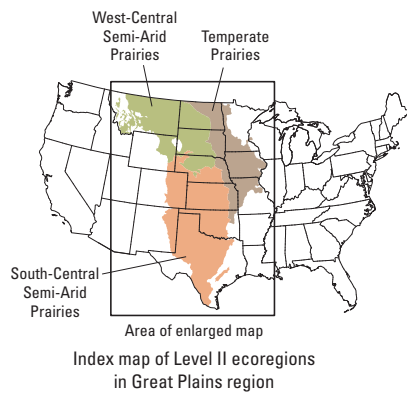 West-Central
Semi-Arid
Prairies
Temperate
Prairies
South-Central
Semi-Arid
Prairies
Area of enlarged map
Index map of Level II ecoregions
in Great Plains region